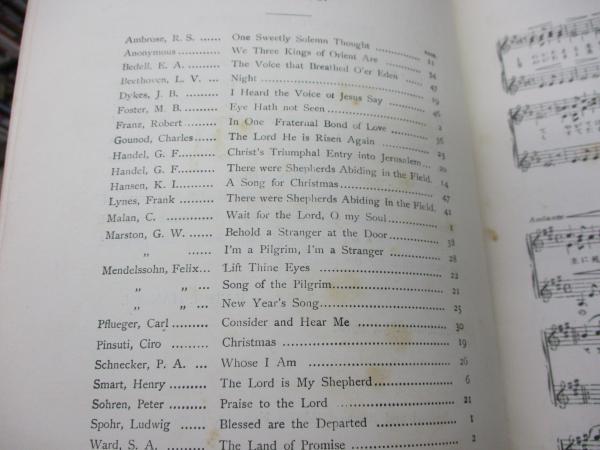 PAGE.
Ambrose, R. S. ...... One Sweetly Solemn Thought .................. 11
Anonymous ............ We Three Kings of Orient Are ............... 34
Bedell, E. A. ......... The Voice that Breathed O'er Eden ......... 47
Beethoven, L. V. ... Night ................................. 19
Dykes, J. B. ......... I Heard the Voice of Jesus Say ............ 46
Foster, M. B. ......... Eye Hath not Seen ........................ 2
Franz, Robert ......... In One Fraternal Bond of Love ............ 36
Gounod, Charles ...... The Lord He is Risen Again ............... 23
Handel, G. F. ......... Christ's Triumphal Entry into Jerusalem... 20
Handel, G. F. ......... There were Shepherds Abiding in the Field. 14
Hansen, K. I. ......... A Song for Christmas ..................... 47
Lynes, Frank ......... There were Shepherds Abiding in the Field. 41
Malan, C. ............ Wait for the Lord, O my Soul ............ 1
Marston, G. W. ...... Behold a Stranger at the Door ............ 38
„ ...... I'm a Pilgrim, I'm a Stranger ............ 28
Mendelssohn, Felix... Lift Thine Eyes ........................ 22
„ „ ...... Song of the Pilgrim..................... 21
„ „ ...... New Year's Song........................ 25
Pflueger, Carl ......... Consider and Hear Me .................. 30
Pinsuti, Ciro ......... Christmas .............................. 19
Schnecker, P. A. ... Whose I Am .............................. 26
Smart, Henry ......... The Lord is My Shepherd.................. 6
Sohren, Peter ......... Praise to the Lord ..................... 21
Spohr, Ludwig ...... Blessed are the Departed ............... 1
Ward, S. A. ......... The Land of Promise ..................... 2